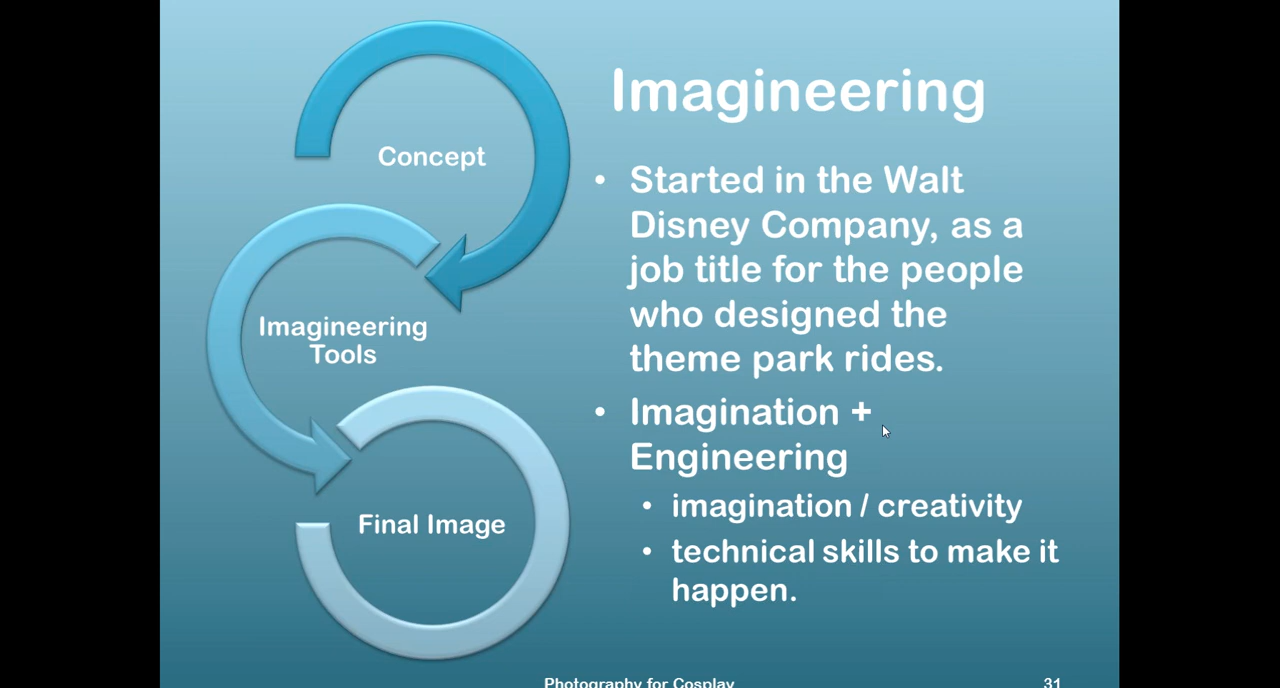 Imagineering
Concept
Imagineering
Tools
Final Image
• Started in the Walt
Disney Company, as a
job title for the people
who designed the
theme park rides.
• Imagination +
Engineering
• imagination / creativity
• technical skills to make it
happen.
Photography for Cosplay
31